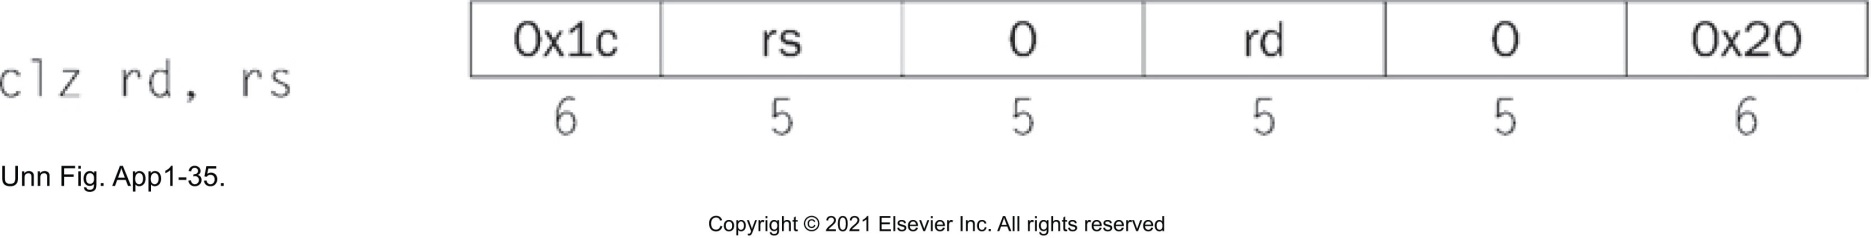 0x1c rs 0 rd 0 0x20
clz rd, rs
6 5 5 5 5 6
Unn Fig. App1-35.
Copyright © 2021 Elsevier Inc. All rights reserved